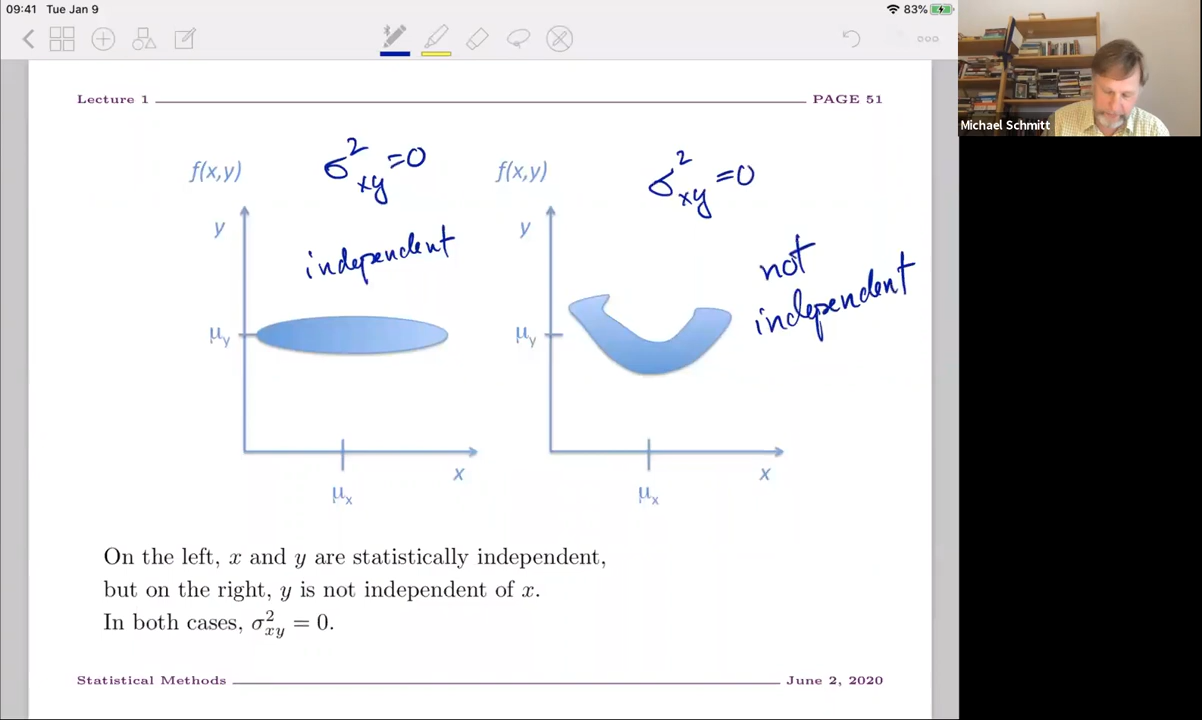 09:41 Tue Jan 9
83%
Michael Schmitt
Lecture 1 PAGE 51
f(x,y)
σ²xy =0
y
independent
μy
x
μx
f(x,y)
σ²xy =0
y
not
independent
μy
x
μx
On the left, x and y are statistically independent,
but on the right, y is not independent of x.
In both cases, σ²xy = 0.
Statistical Methods June 2, 2020